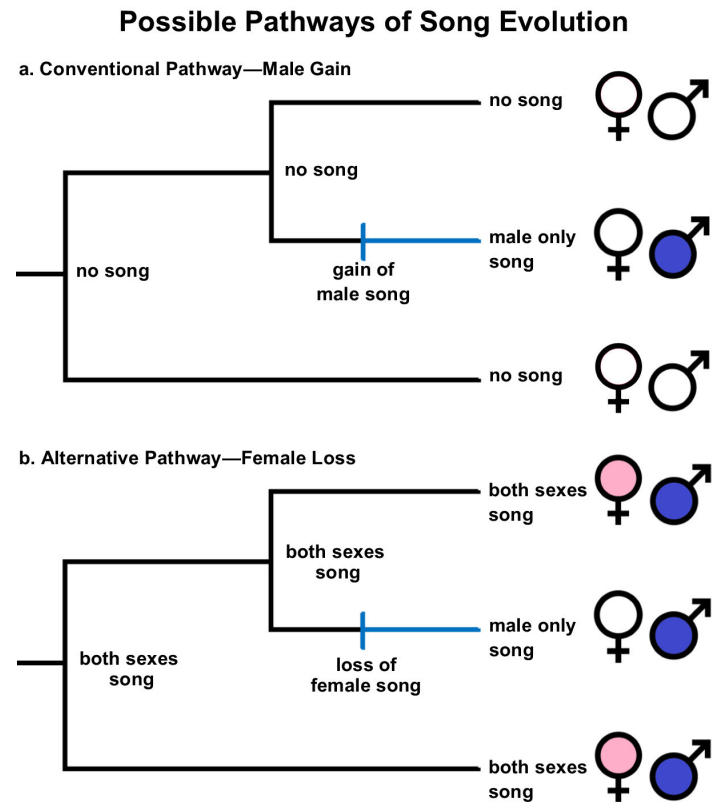 Possible Pathways of Song Evolution
a. Conventional Pathway—Male Gain
no song
no song
male only
song
gain of
male song
no song
no song
b. Alternative Pathway—Female Loss
both sexes
song
both sexes
song
male only
song
loss of
female song
both sexes
song
both sexes
song